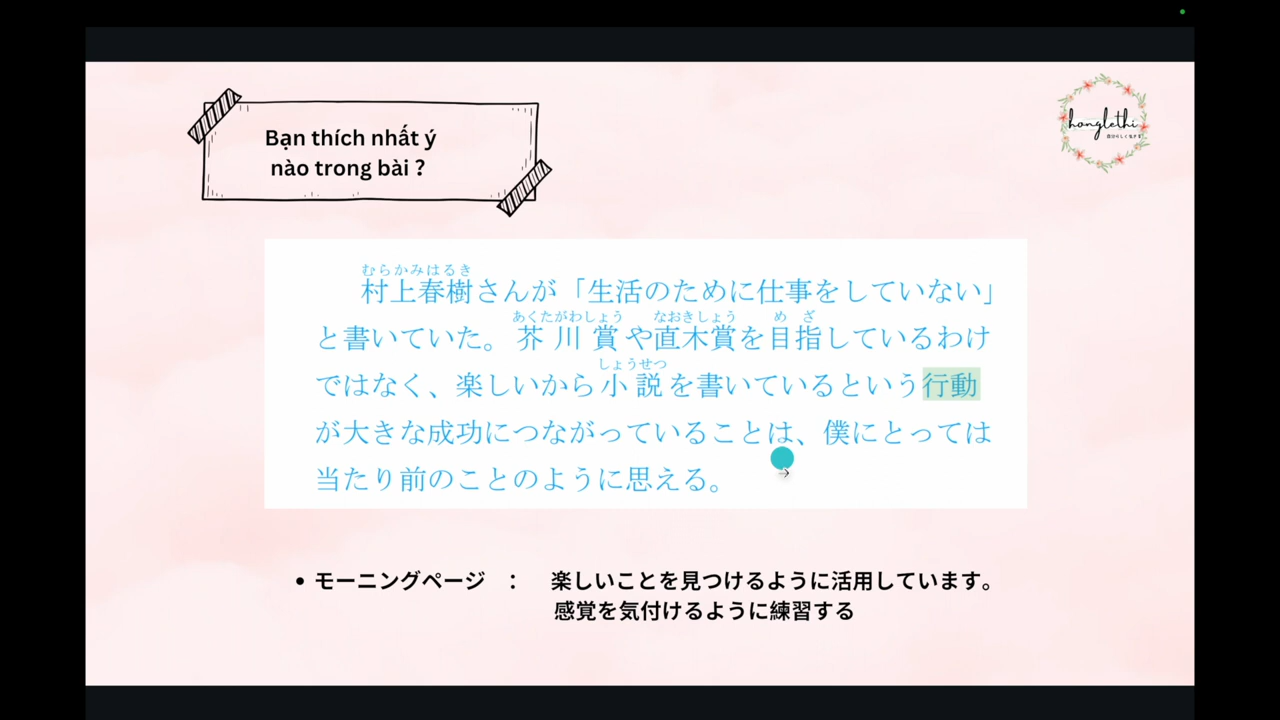 Bạn thích nhất ý
nào trong bài ?
honglethi
むらかみはるき
村上春樹さんが「生活のために仕事をしていない」
あくたがわしょう なおきしょう め ざ
と書いていた。芥川賞や直木賞を目指しているわけ
しょうせつ
ではなく、楽しいから小説を書いているという行動
が大きな成功につながっていることは、僕にとっては
当たり前のことのように思える。
• モーニングページ : 楽しいことを見つけるように活用しています。
感覚を気付けるように練習する